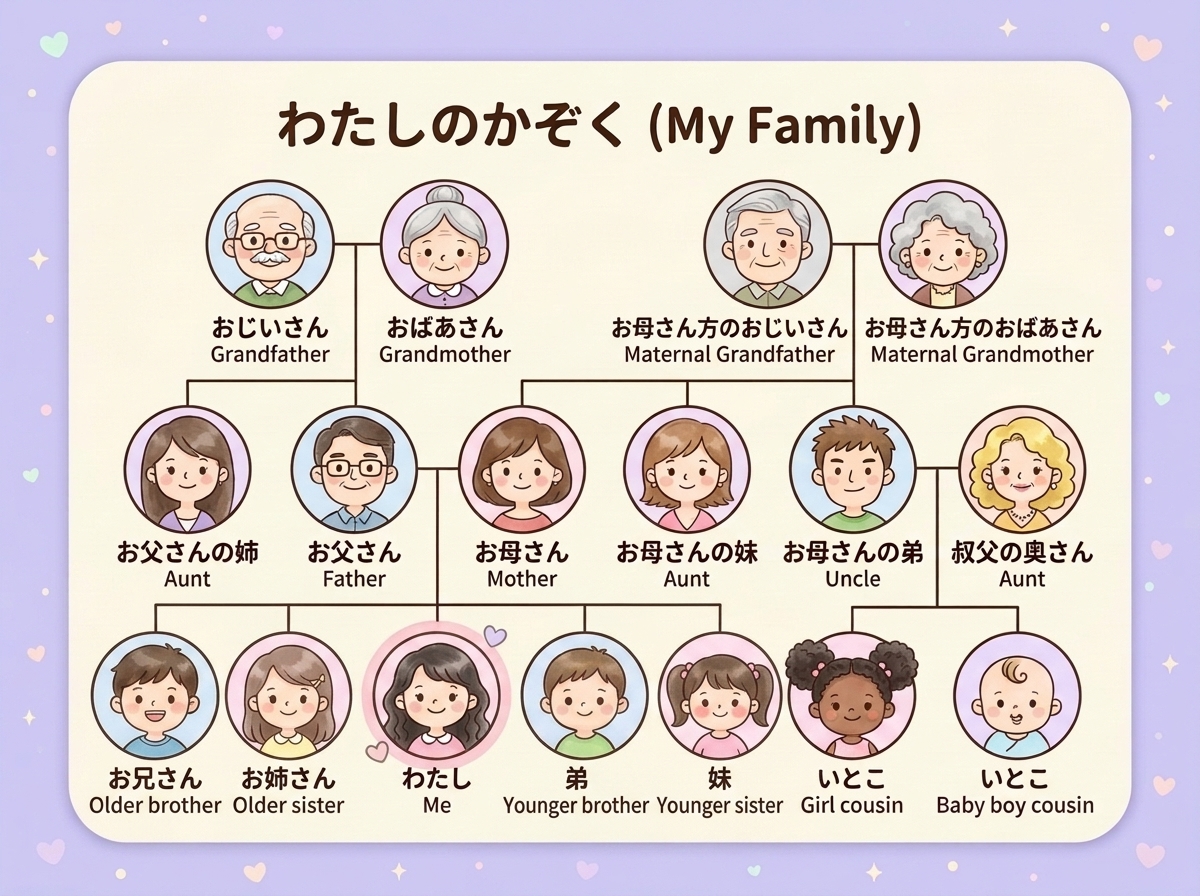 わたしのかぞく (My Family)
おじいさん
Grandfather
おばあさん
Grandmother
お母さん方のおじいさん
Maternal Grandfather
お母さん方のおばあさん
Maternal Grandmother
お父さんの姉
Aunt
お父さん
Father
お母さん
Mother
お母さんの妹
Aunt
お母さんの弟
Uncle
叔父の奥さん
Aunt
お兄さん
Older brother
お姉さん
Older sister
わたし
Me
弟
Younger brother
妹
Younger sister
いとこ
Girl cousin
いとこ
Baby boy cousin